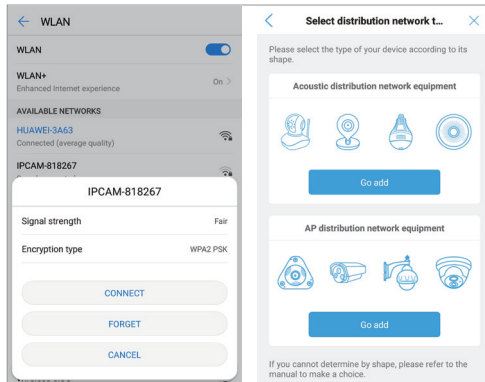 WLAN
WLAN
WLAN+
Enhanced Internet experience
On
AVAILABLE NETWORKS
HUAWEI-3A63
Connected (average quality)
IPCAM-818267
IPCAM-818267
Signal strength
Fair
Encryption type
WPA2 PSK
CONNECT
FORGET
CANCEL
Select distribution network t...
Please select the type of your device according to its
shape.
Acoustic distribution network equipment
Go add
AP distribution network equipment
Go add
If you cannot determine by shape, please refer to the
manual to make a choice.